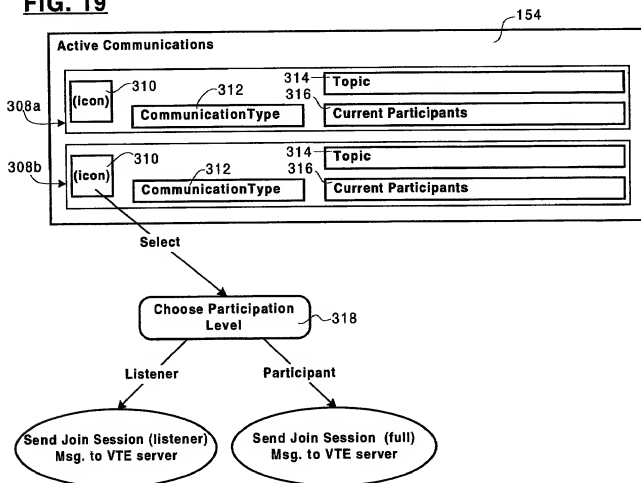 FIG. 19
154
Active Communications
310
(icon)
308a
312
CommunicationType
314
Topic
316
Current Participants
310
(icon)
308b
312
CommunicationType
314
Topic
316
Current Participants
Select
Choose Participation
Level
318
Listener
Participant
Send Join Session (listener)
Msg. to VTE server
Send Join Session (full)
Msg. to VTE server